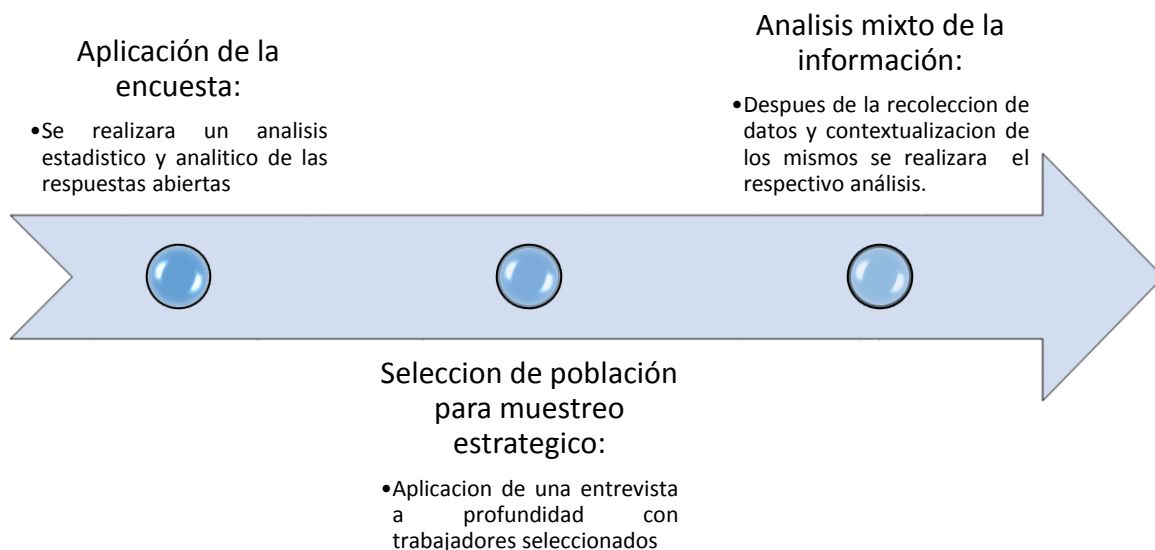 Aplicación de la
encuesta:
•Se realizara un analisis
estadistico y analitico de las
respuestas abiertas
Seleccion de población
para muestreo
estrategico:
•Aplicacion de una entrevista
a profundidad con
trabajadores seleccionados
Analisis mixto de la
información:
•Despues de la recoleccion de
datos y contextualizacion de
los mismos se realizara el
respectivo análisis.